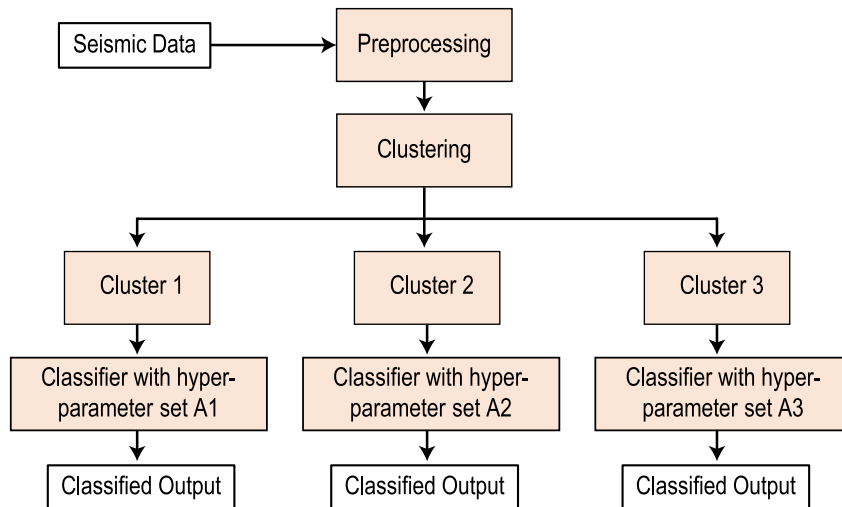 Seismic Data
Preprocessing
Clustering
Cluster 1
Cluster 2
Cluster 3
Classifier with hyper-
parameter set A1
Classifier with hyper-
parameter set A2
Classifier with hyper-
parameter set A3
Classified Output
Classified Output
Classified Output